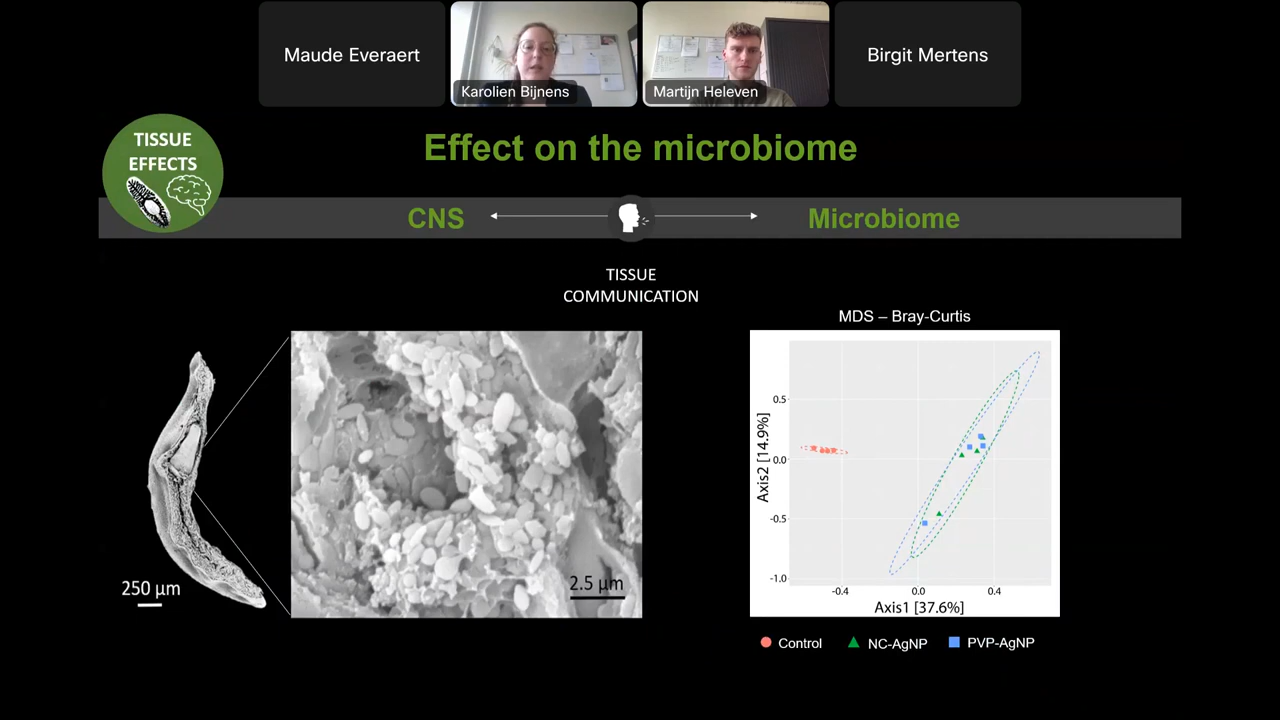 Maude Everaert
Karolien Bijnens
Martijn Heleven
Birgit Mertens
TISSUE
EFFECTS
Effect on the microbiome
CNS
Microbiome
TISSUE
COMMUNICATION
MDS – Bray-Curtis
250 µm
2.5 µm
Axis2 [14.9%]
0.5
0.0
-0.5
-1.0
-0.4
0.0
0.4
Axis1 [37.6%]
Control
NC-AgNP
PVP-AgNP